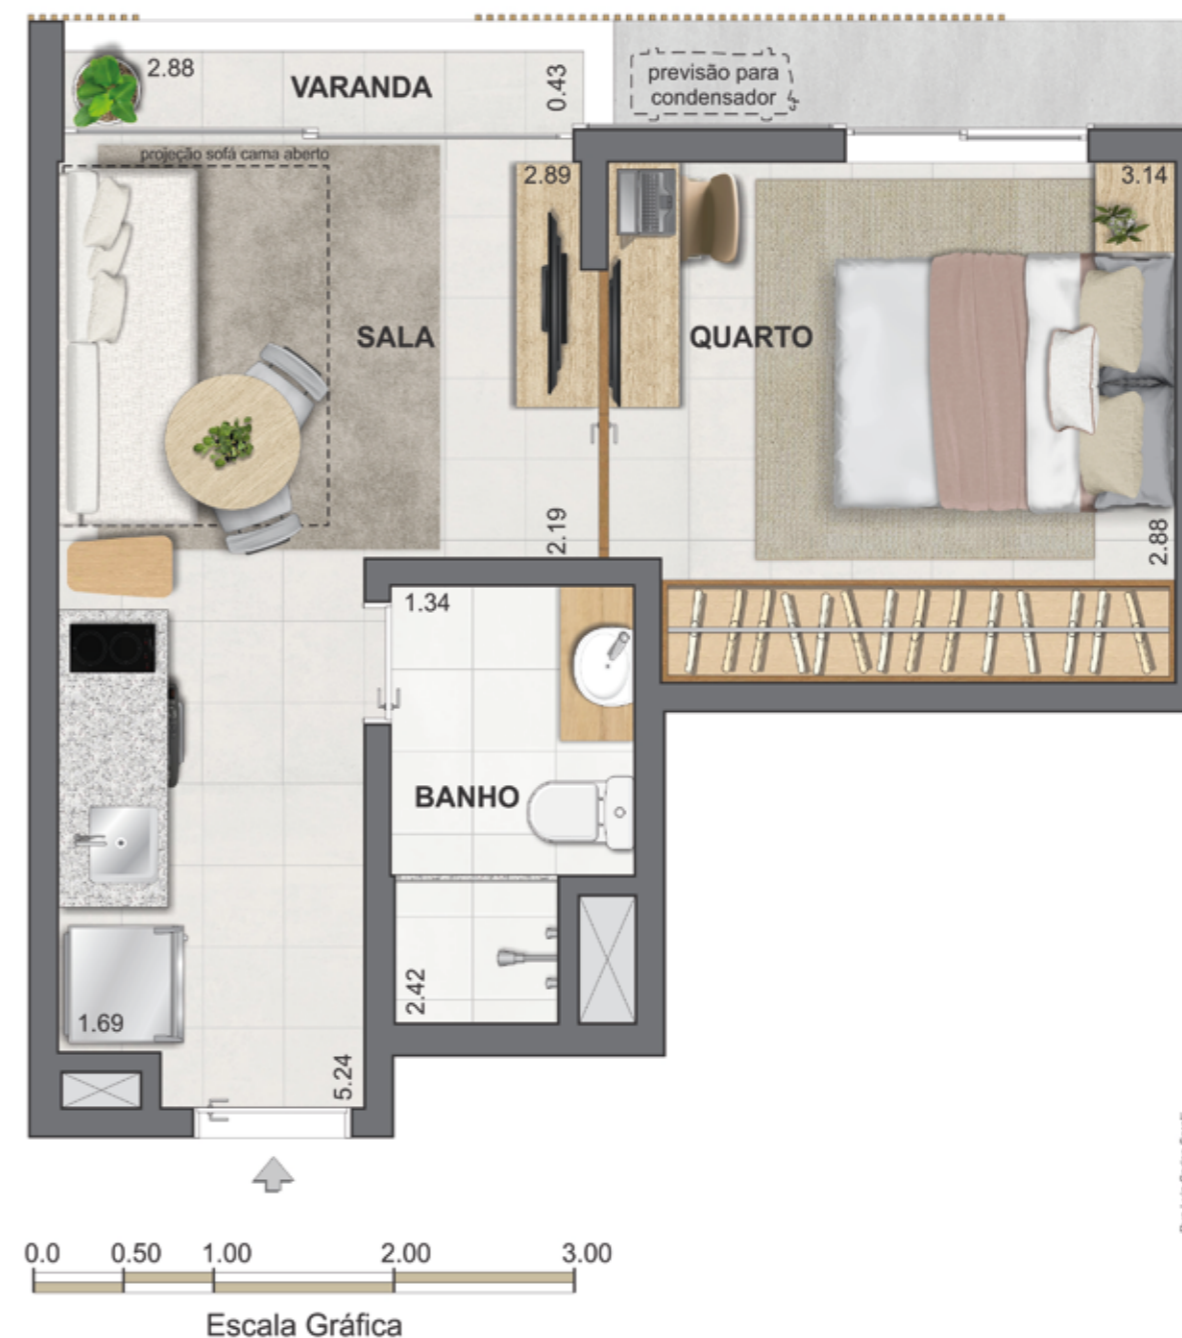 2.88
VARANDA
0.43
previsão para
condensador
projeção sofá cama aberto
2.89
3.14
SALA
QUARTO
2.19
2.88
1.34
BANHO
2.42
1.69
5.24
0.0 0.50 1.00 2.00 3.00
Escala Gráfica